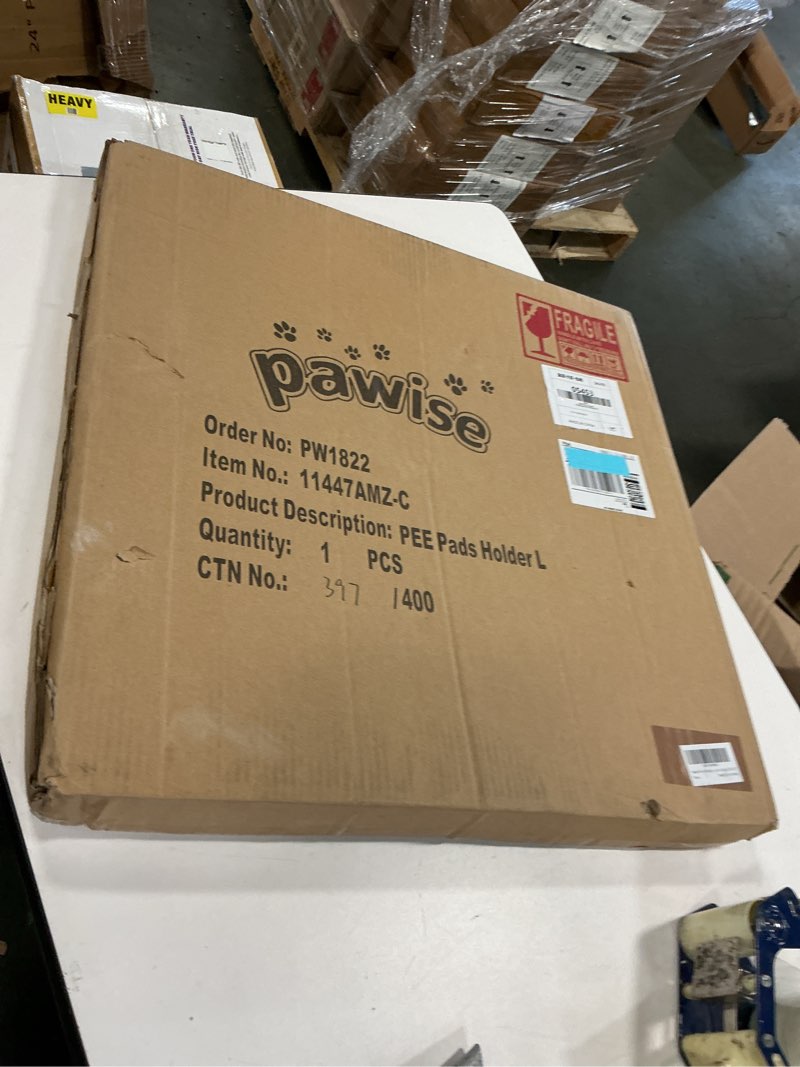 24"
HEAVY
FRAGILE
pawise
Order No: PW1822
Item No.: 11447AMZ-C
Product Description: PEE Pads Holder L
Quantity: 1 PCS
CTN No.: 397 /400